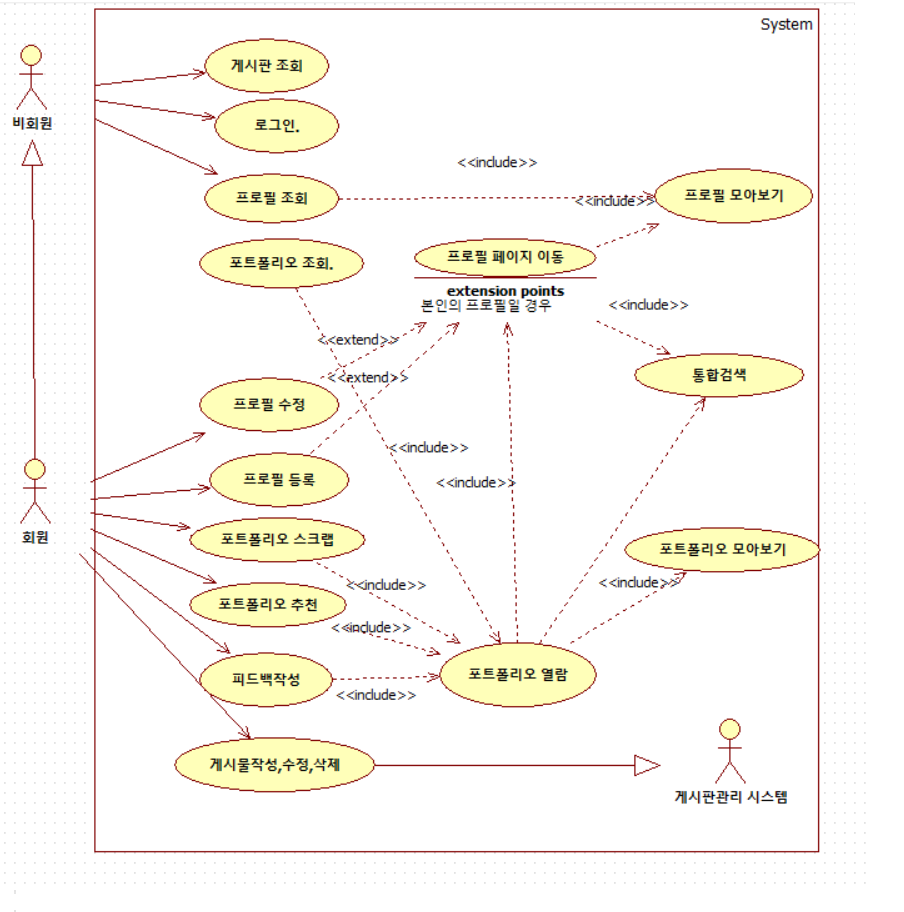 System
게시판 조회
비회원
로그인.
<<include>>
프로필 조회
<<include>>
프로필 모아보기
포트폴리오 조회.
프로필 페이지 이동
extension points
본인의 프로필일 경우
<<include>>
<<extend>>
<<extend>>
통합검색
프로필 수정
<<include>>
프로필 등록
<<include>>
회원
포트폴리오 스크랩
포트폴리오 모아보기
<<include>>
<<include>>
포트폴리오 추천
<<include>>
피드백작성
포트폴리오 열람
<<include>>
게시물작성,수정,삭제
게시판관리 시스템